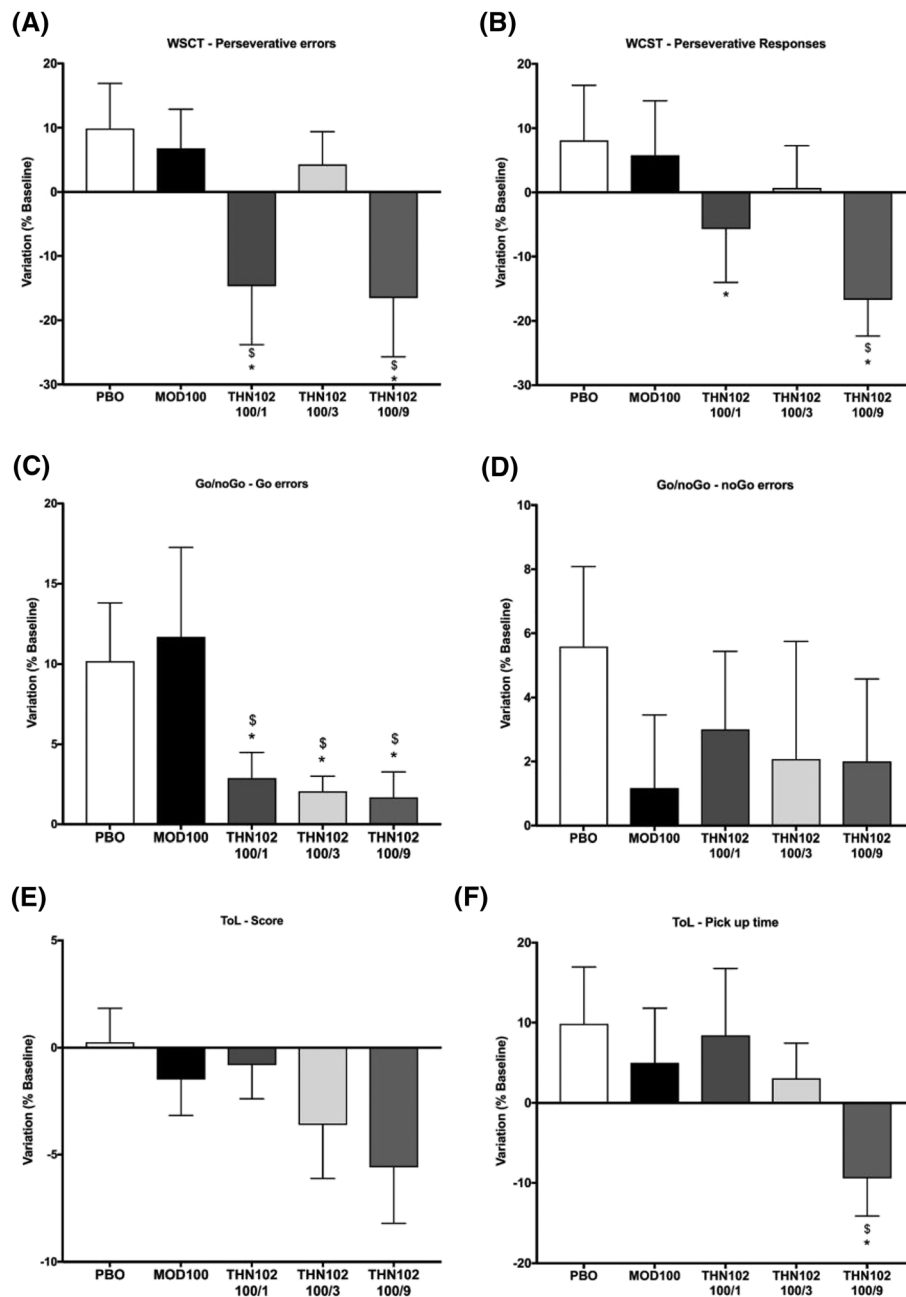 (A)
WSCT - Perseverative errors
Variation (% Baseline)
20
10
0
-10
-20
-30
$
*
$
*
PBO MOD100 THN102 THN102 THN102
100/1 100/3 100/9
(B)
WCST - Perseverative Responses
Variation (% Baseline)
20
10
0
-10
-20
-30
*
$
*
PBO MOD100 THN102 THN102 THN102
100/1 100/3 100/9
(C)
Go/noGo - Go errors
Variation (% Baseline)
20
15
10
5
0
$
*
$
*
$
*
PBO MOD100 THN102 THN102 THN102
100/1 100/3 100/9
(D)
Go/noGo - noGo errors
Variation (% Baseline)
10
8
6
4
2
0
PBO MOD100 THN102 THN102 THN102
100/1 100/3 100/9
(E)
ToL - Score
Variation (% Baseline)
5
0
-5
-10
PBO MOD100 THN102 THN102 THN102
100/1 100/3 100/9
(F)
ToL - Pick up time
Variation (% Baseline)
20
10
0
-10
-20
$
*
PBO MOD100 THN102 THN102 THN102
100/1 100/3 100/9